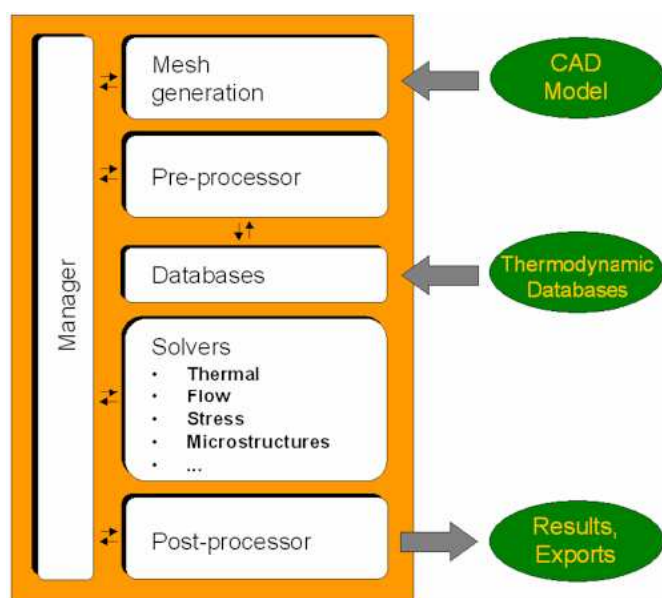 Manager
Mesh
generation
CAD
Model
Pre-processor
Databases
Thermodynamic
Databases
Solvers
• Thermal
• Flow
• Stress
• Microstructures
• ...
Post-processor
Results,
Exports